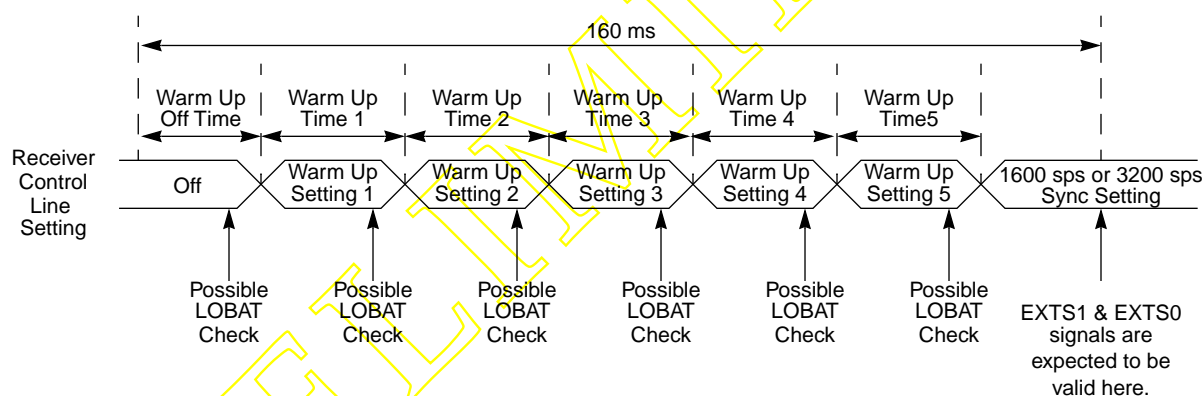 160 ms
Warm Up
Off Time
Warm Up
Time 1
Warm Up
Time 2
Warm Up
Time 3
Warm Up
Time 4
Warm Up
Time5
Receiver
Control
Line
Setting
Off
Warm Up
Setting 1
Warm Up
Setting 2
Warm Up
Setting 3
Warm Up
Setting 4
Warm Up
Setting 5
1600 sps or 3200 sps
Sync Setting
Possible
LOBAT
Check
Possible
LOBAT
Check
Possible
LOBAT
Check
Possible
LOBAT
Check
Possible
LOBAT
Check
Possible
LOBAT
Check
EXTS1 & EXTS0
signals are
expected to be
valid here.